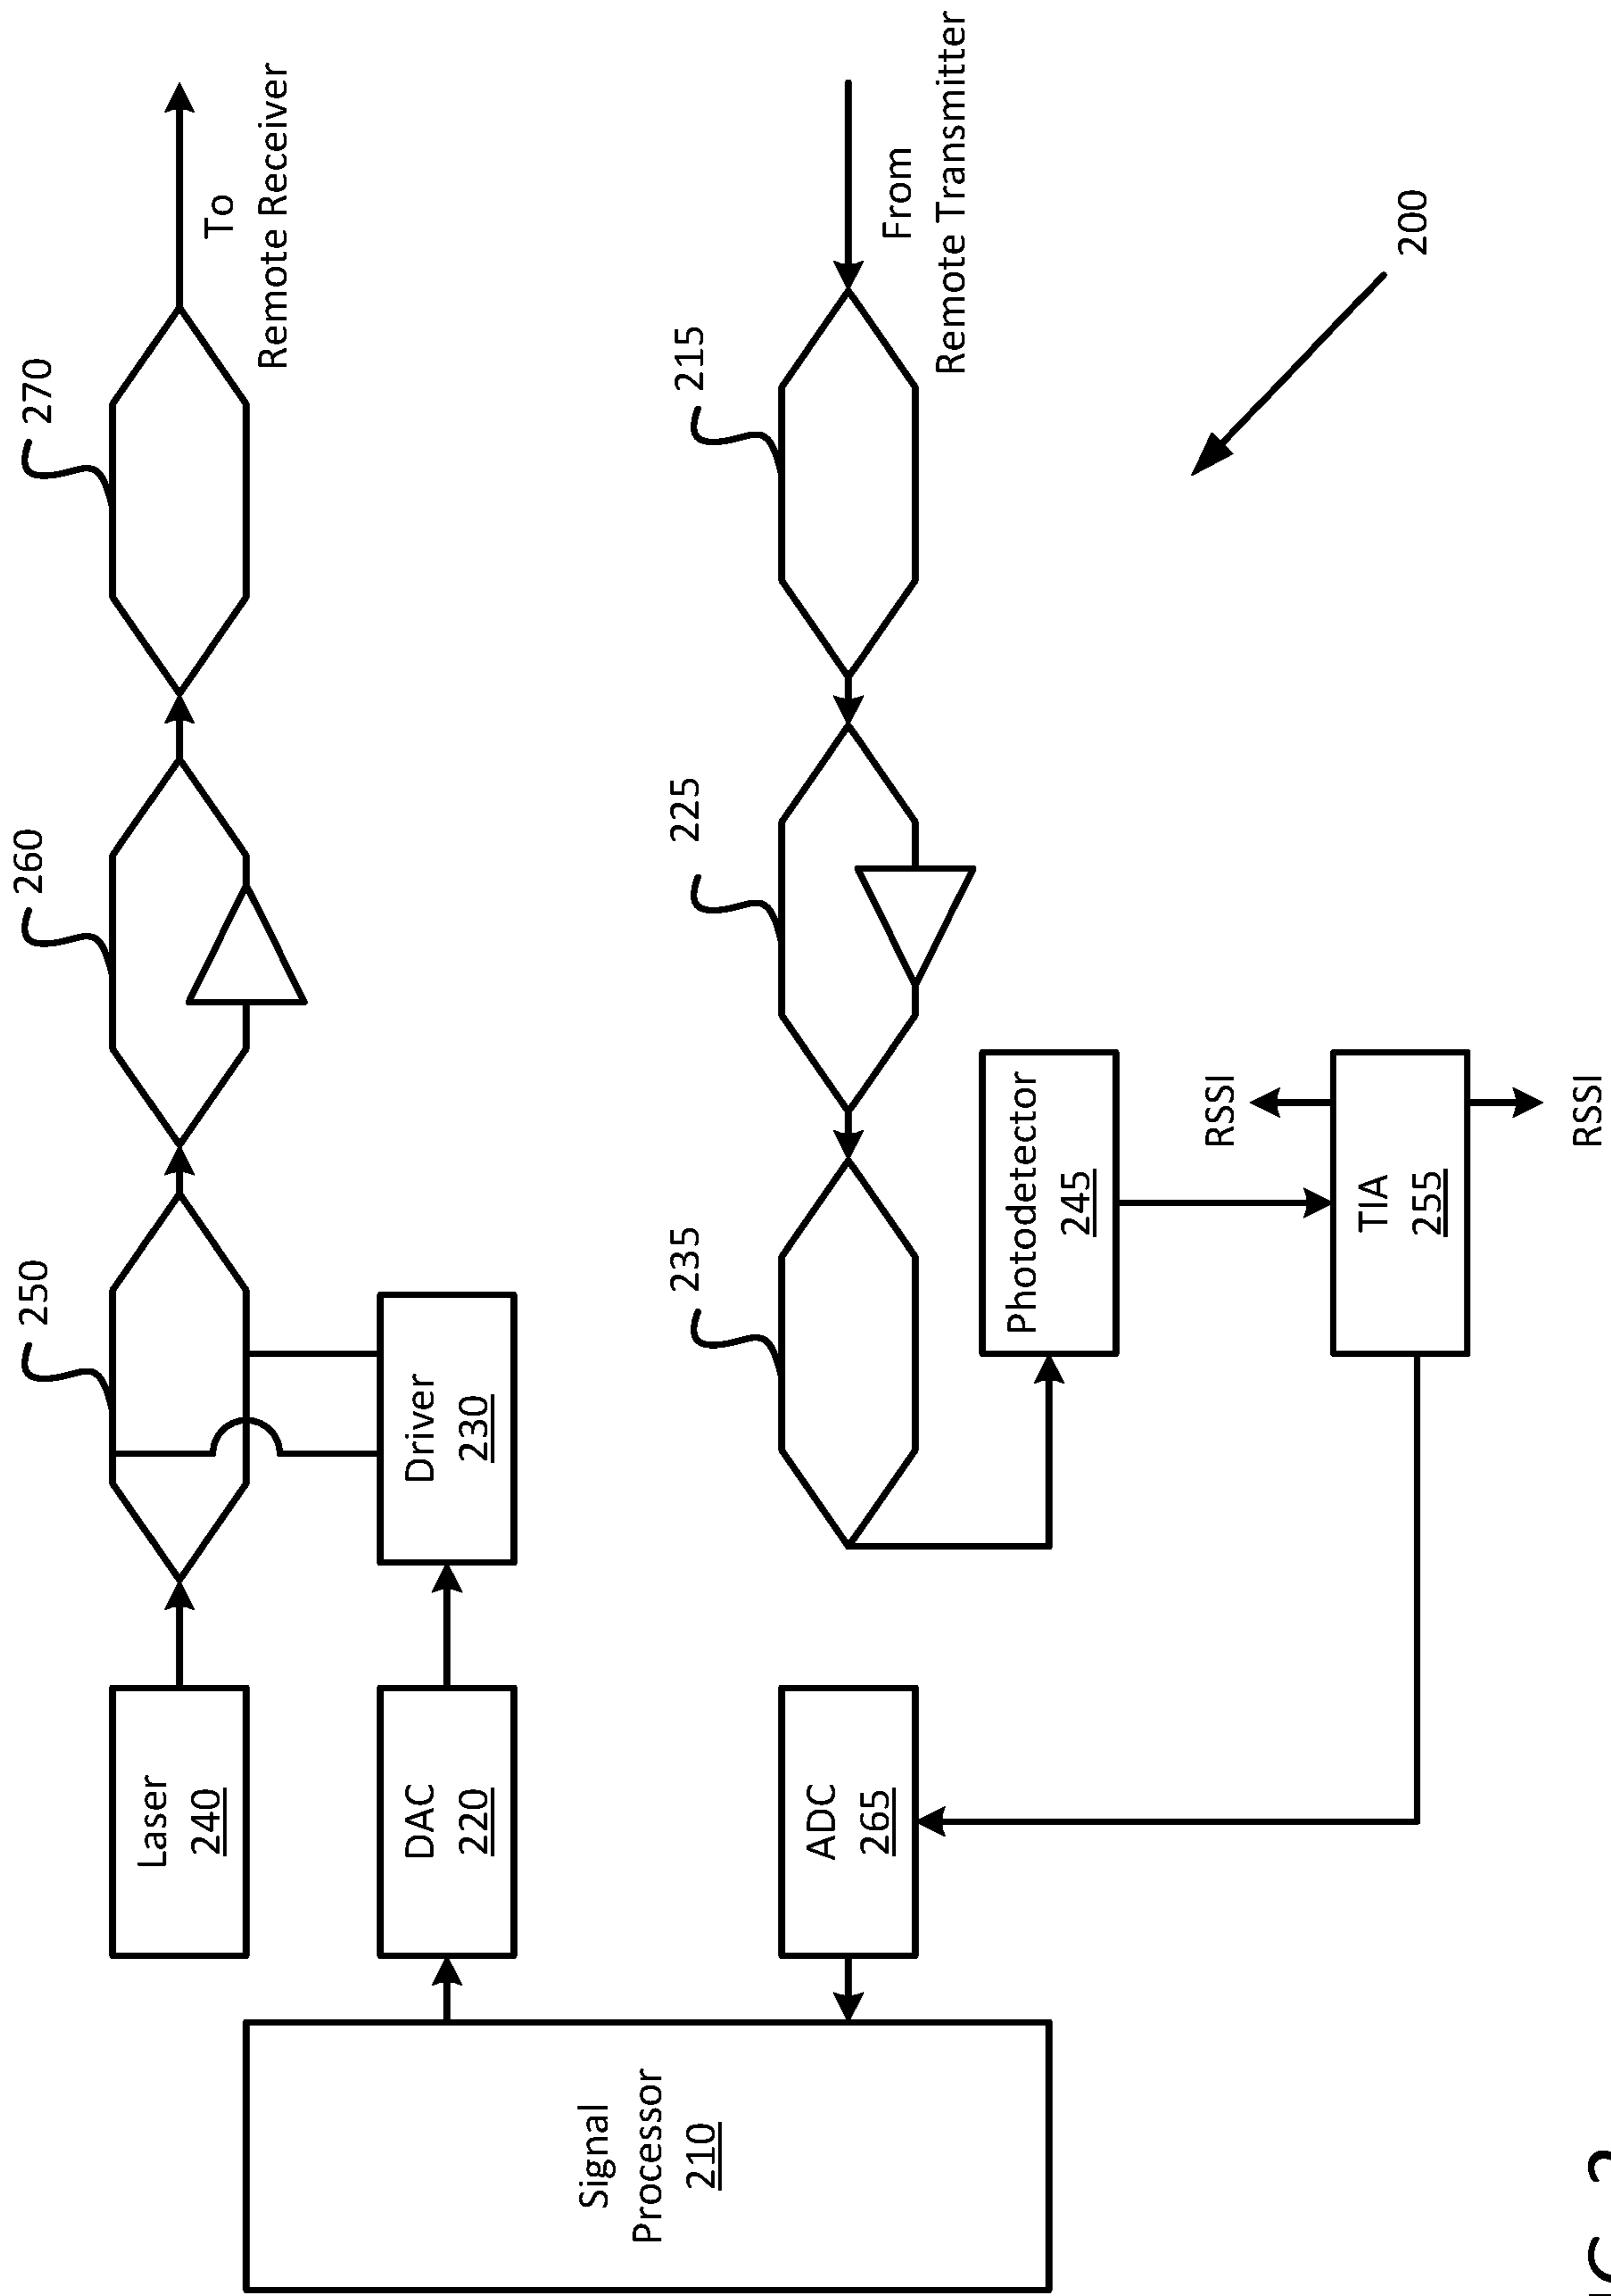 Signal
Processor
210
Laser
240
DAC
220
Driver
230
250
260
270
To
Remote Receiver
ADC
265
235
225
215
From
Remote Transmitter
Photodetector
245
TIA
255
RSSI
RSSI
200